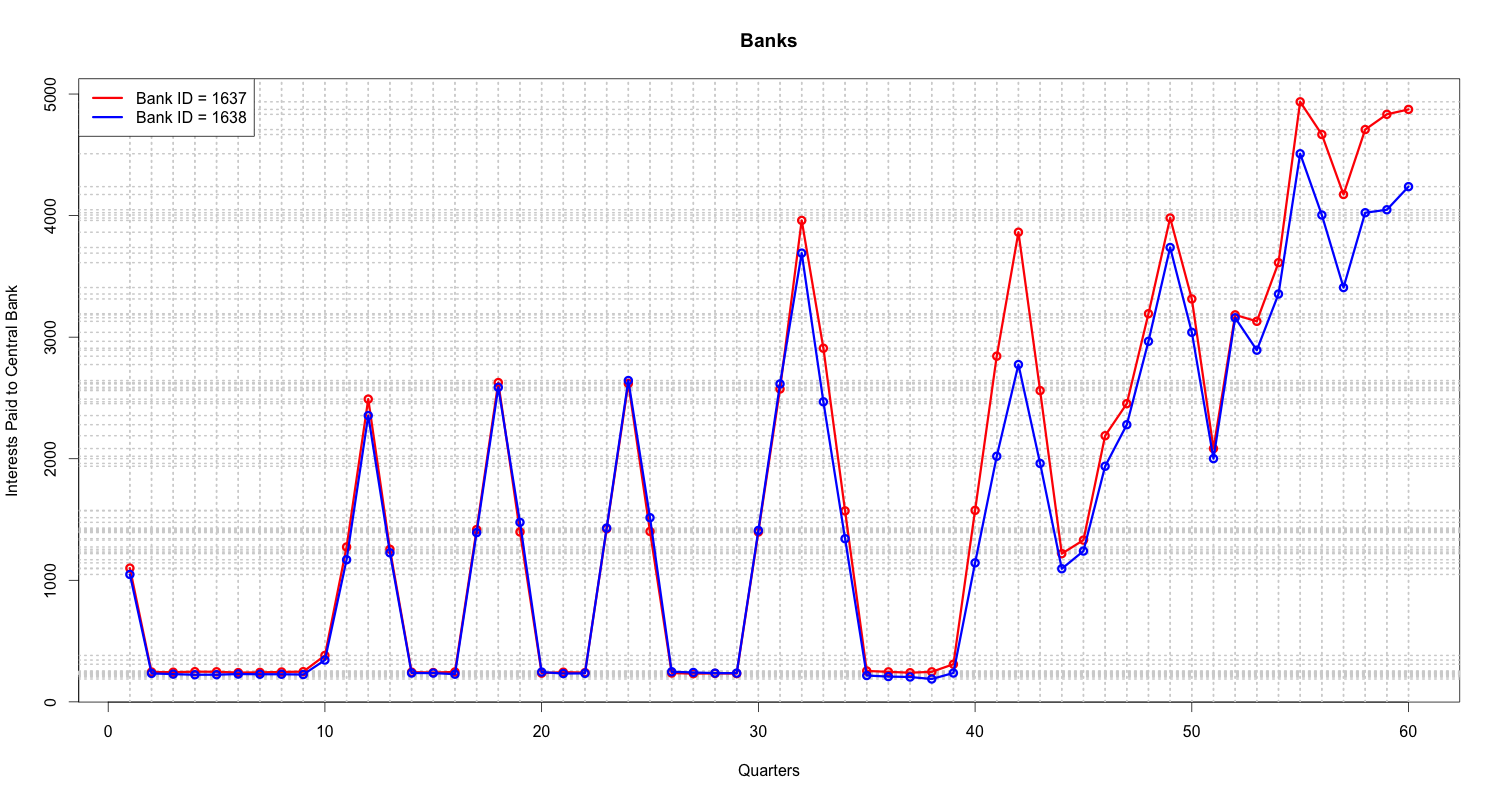 Banks
Bank ID = 1637
Bank ID = 1638
Interests Paid to Central Bank
5000
4000
3000
2000
1000
0
0 10 20 30 40 50 60
Quarters